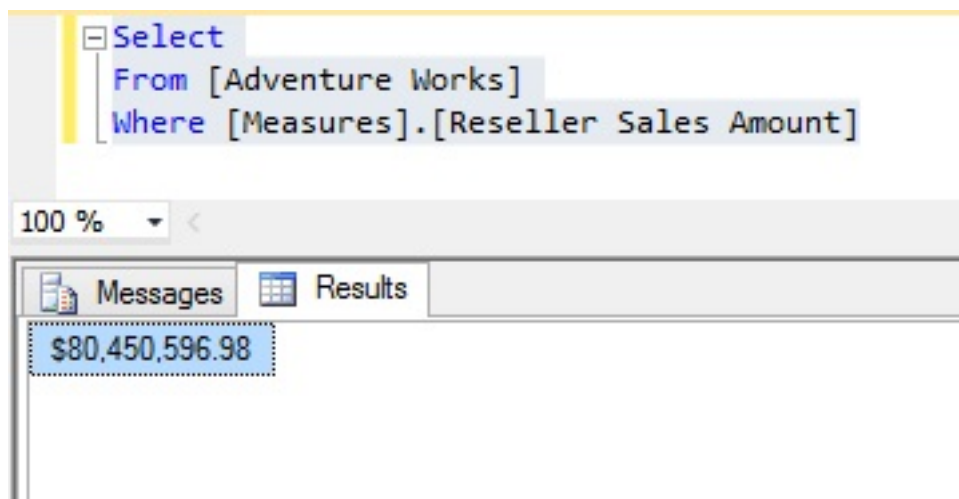 Select
From [Adventure Works]
Where [Measures].[Reseller Sales Amount]
100 %
Messages Results
$80,450,596.98